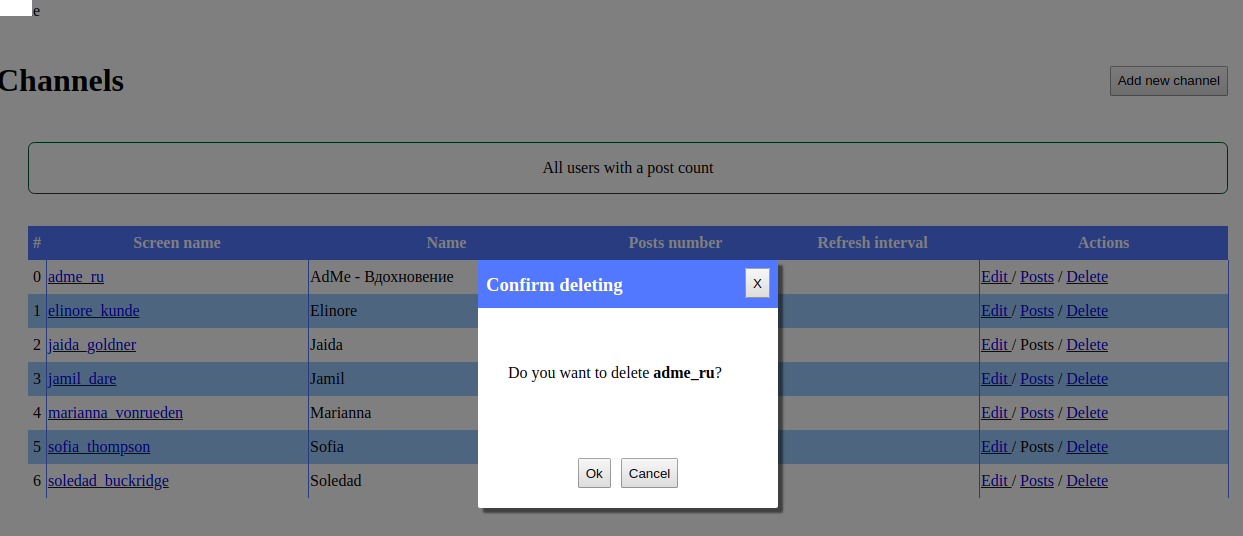 e
Channels
Add new channel
All users with a post count
# Screen name Name Posts number Refresh interval Actions
0 adme_ru AdMe - Вдохновение Edit / Posts / Delete
1 elinore_kunde Elinore Edit / Posts / Delete
2 jaida_goldner Jaida Edit / Posts / Delete
3 jamil_dare Jamil Edit / Posts / Delete
4 marianna_vonrueden Marianna Edit / Posts / Delete
5 sofia_thompson Sofia Edit / Posts / Delete
6 soledad_buckridge Soledad Edit / Posts / Delete
Confirm deleting X
Do you want to delete adme_ru?
Ok Cancel